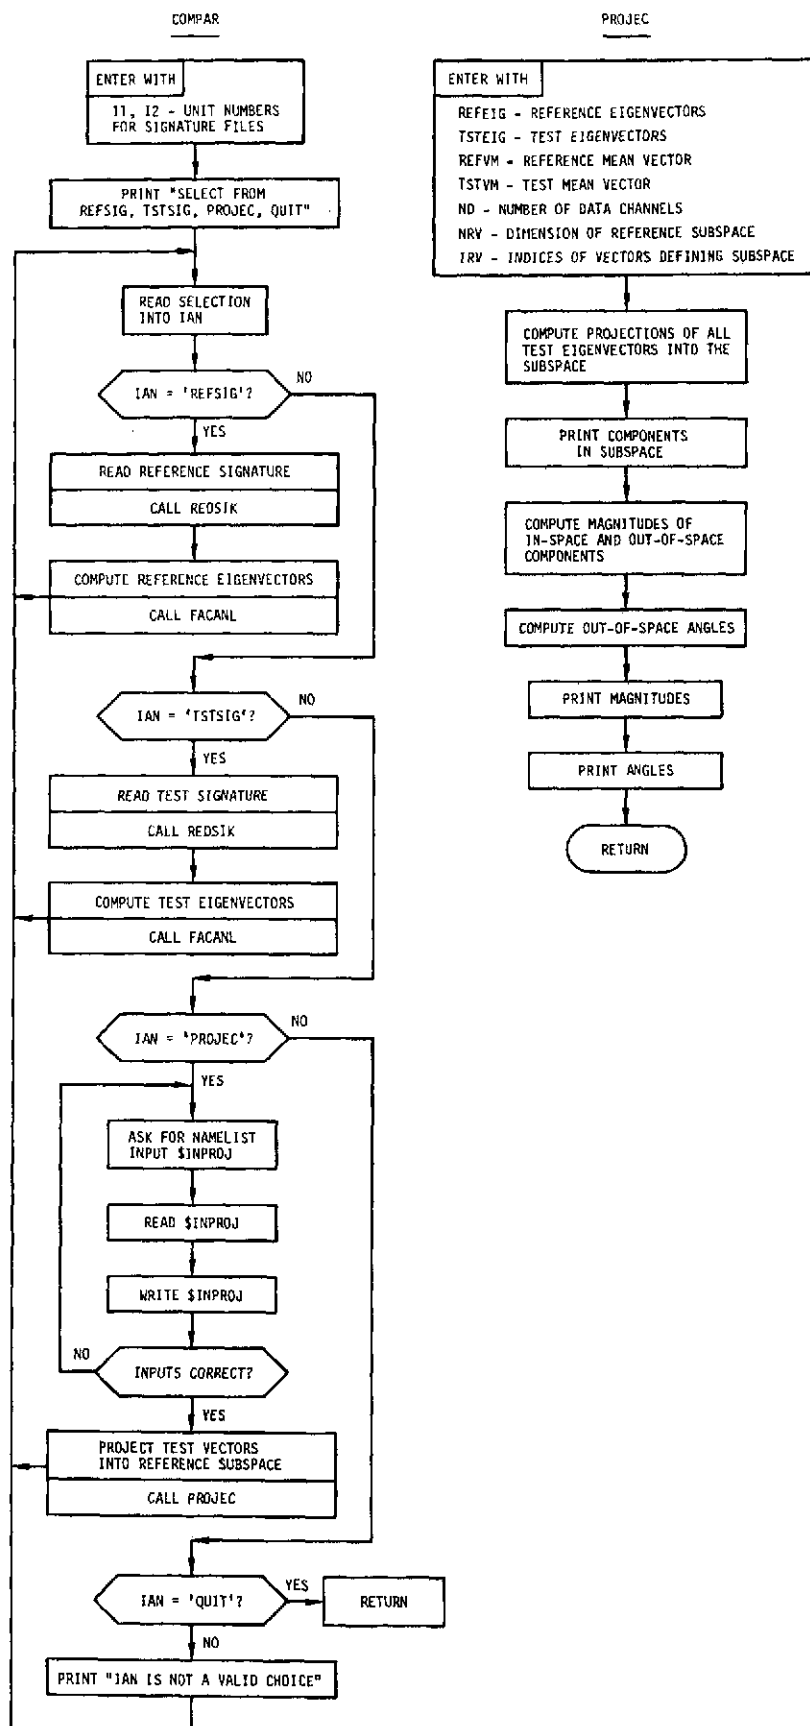 COMPAR
ENTER WITH
I1, I2 - UNIT NUMBERS
FOR SIGNATURE FILES
PRINT "SELECT FROM
REFSIG, TSTSIG, PROJEC, QUIT"
READ SELECTION
INTO IAN
IAN = 'REFSIG'?
NO
YES
READ REFERENCE SIGNATURE
CALL REDSIK
COMPUTE REFERENCE EIGENVECTORS
CALL FACANL
IAN = 'TSTSIG'?
NO
YES
READ TEST SIGNATURE
CALL REDSIK
COMPUTE TEST EIGENVECTORS
CALL FACANL
IAN = 'PROJEC'?
NO
YES
ASK FOR NAMELIST
INPUT $INPROJ
READ $INPROJ
WRITE $INPROJ
NO
INPUTS CORRECT?
YES
PROJECT TEST VECTORS
INTO REFERENCE SUBSPACE
CALL PROJEC
IAN = 'QUIT'?
YES
RETURN
NO
PRINT "IAN IS NOT A VALID CHOICE"
PROJEC
ENTER WITH
REFEIG - REFERENCE EIGENVECTORS
TSTEIG - TEST EIGENVECTORS
REFVM - REFERENCE MEAN VECTOR
TSTVM - TEST MEAN VECTOR
ND - NUMBER OF DATA CHANNELS
NRV - DIMENSION OF REFERENCE SUBSPACE
IRV - INDICES OF VECTORS DEFINING SUBSPACE
COMPUTE PROJECTIONS OF ALL
TEST EIGENVECTORS INTO THE
SUBSPACE
PRINT COMPONENTS
IN SUBSPACE
COMPUTE MAGNITUDES OF
IN-SPACE AND OUT-OF-SPACE
COMPONENTS
COMPUTE OUT-OF-SPACE ANGLES
PRINT MAGNITUDES
PRINT ANGLES
RETURN